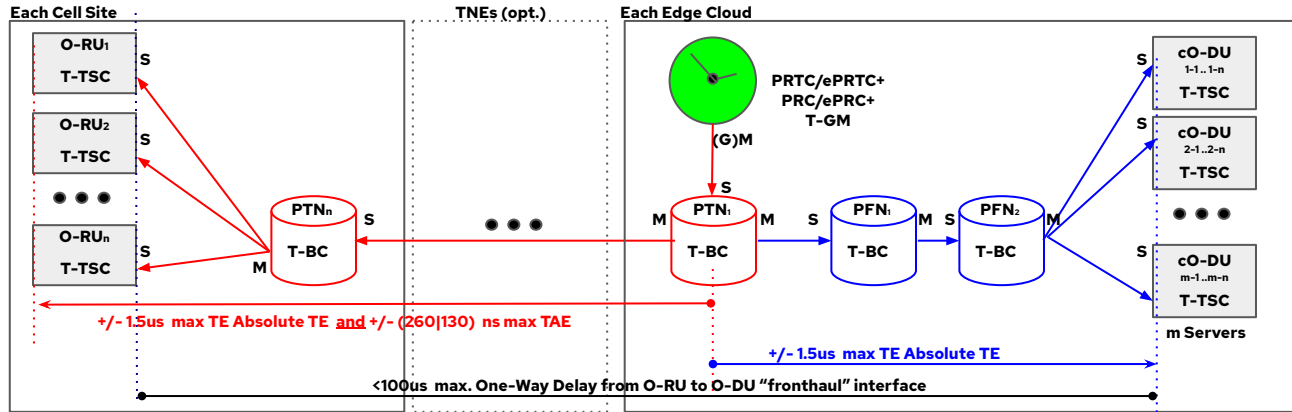 Each Cell Site
TNEs (opt.)
Each Edge Cloud
O-RU1
T-TSC
S
O-RU2
T-TSC
S
O-RUn
T-TSC
S
M
PTNn
T-BC
S
PRTC/ePRTC+
PRC/ePRC+
T-GM
(G)M
S
M
PTN1
M
T-BC
S
PFN1
M
T-BC
S
PFN2
M
T-BC
S
cO-DU
1-1.. 1-n
T-TSC
S
cO-DU
2-1..2-n
T-TSC
S
cO-DU
m-1..m-n
T-TSC
m Servers
+/- 1.5us max TE Absolute TE and +/- (260|130) ns max TAE
+/- 1.5us max TE Absolute TE
<100us max. One-Way Delay from O-RU to O-DU “fronthaul” interface